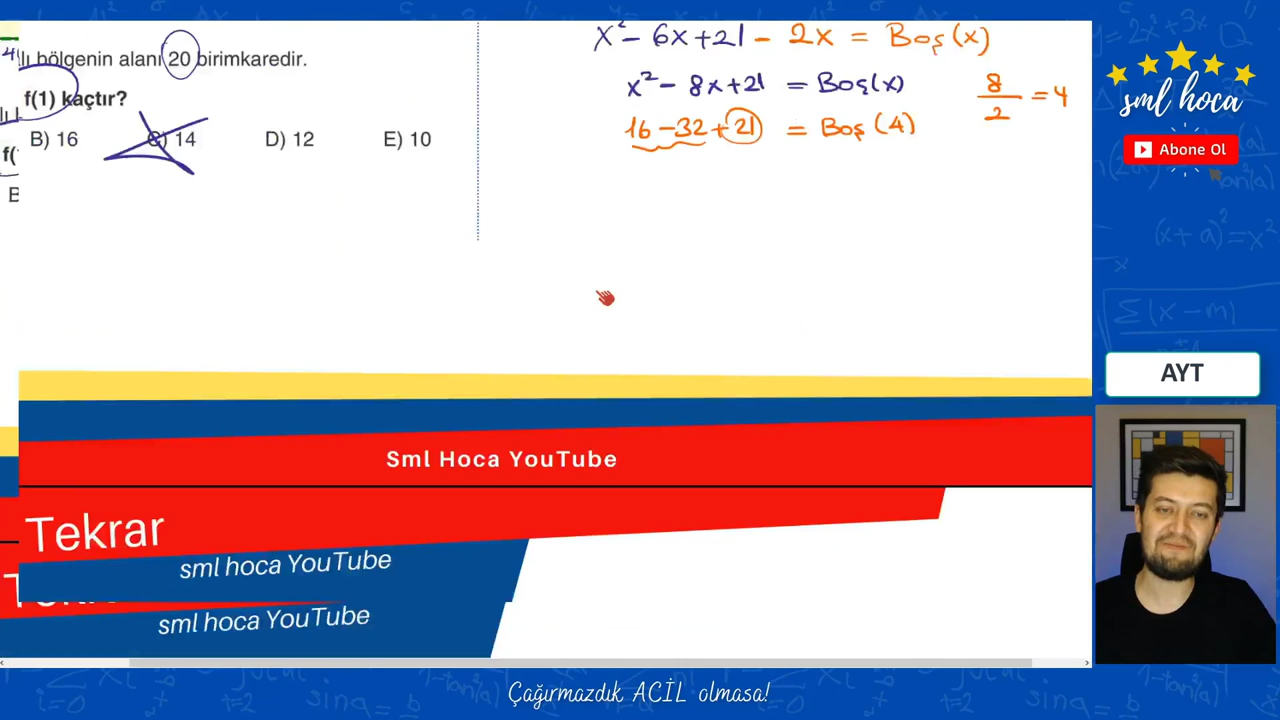 lı bölgenin alanı 20 birimkaredir.
f(1) kaçtır?
B) 16 C) 14 D) 12 E) 10
x² - 6x + 21 - 2x = Boş(x)
x² - 8x + 21 = Boş(x)
16 - 32 + 21 = Boş(4)
8/2 = 4
sml hoca
Abone Ol
AYT
Sml Hoca YouTube
Tekrar
sml hoca YouTube
sml hoca YouTube
Çağırmazdık ACİL olmasa!